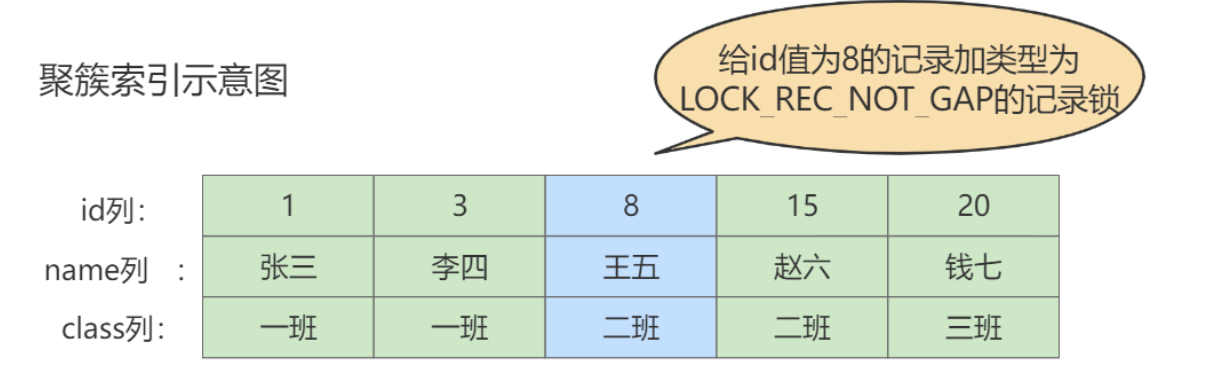 给id值为8的记录加类型为
LOCK_REC_NOT_GAP的记录锁
聚簇索引示意图
id列： 1 3 8 15 20
name列 ： 张三 李四 王五 赵六 钱七
class列： 一班 一班 二班 二班 三班